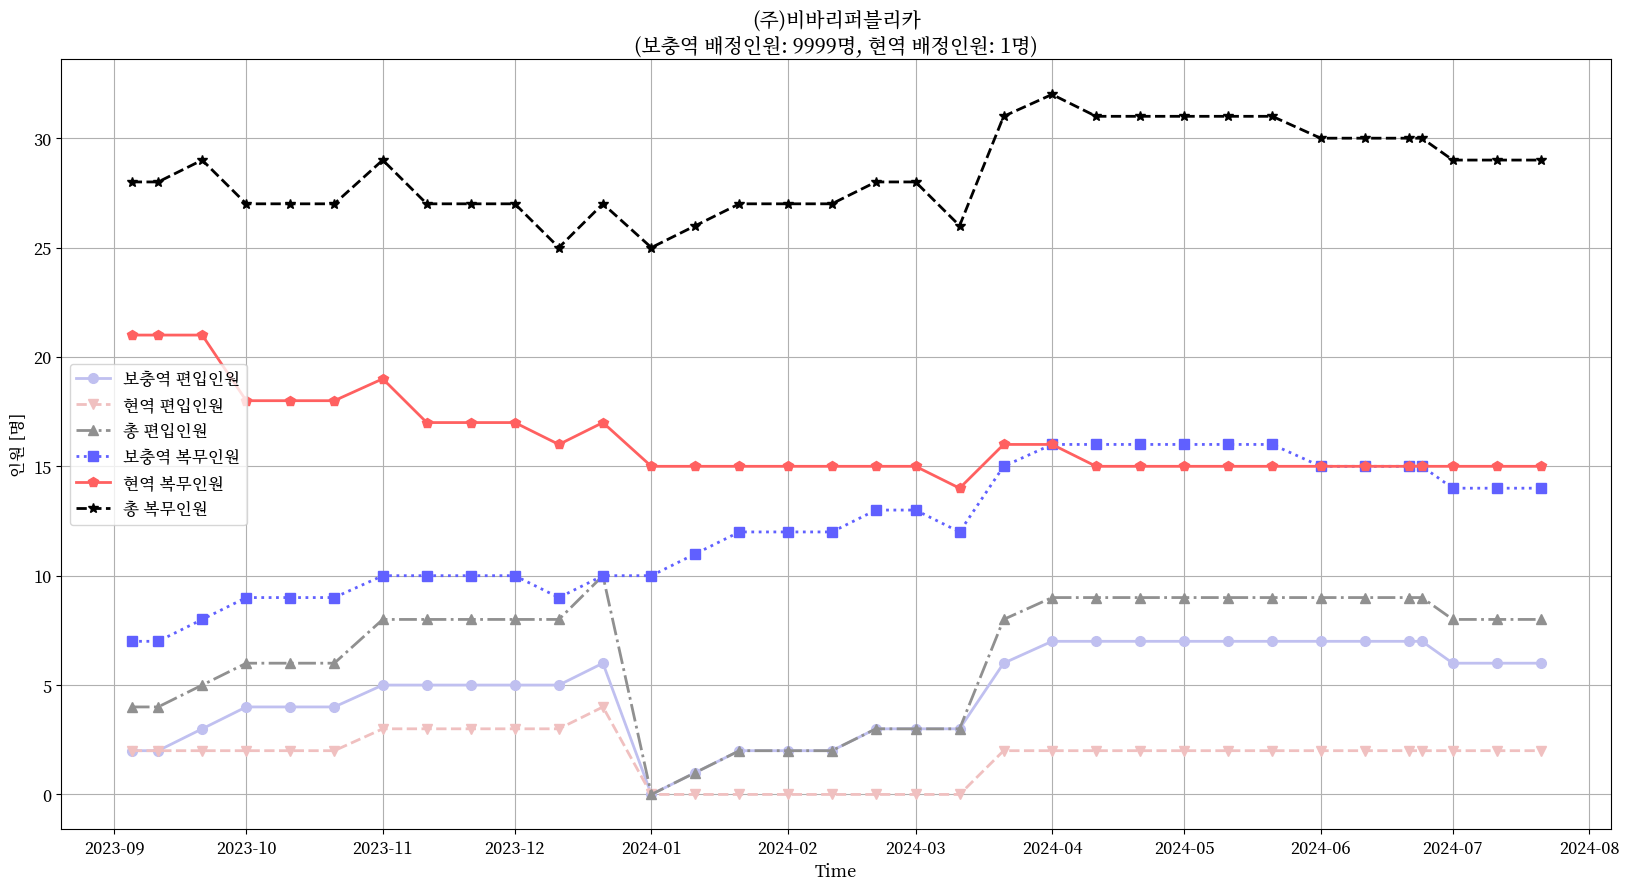 (주)비바리퍼블리카
(보충역 배정인원: 9999명, 현역 배정인원: 1명)
인원 [명]
30
25
20
15
10
5
0
보충역 편입인원
현역 편입인원
총 편입인원
보충역 복무인원
현역 복무인원
총 복무인원
2023-09 2023-10 2023-11 2023-12 2024-01 2024-02 2024-03 2024-04 2024-05 2024-06 2024-07 2024-08
Time